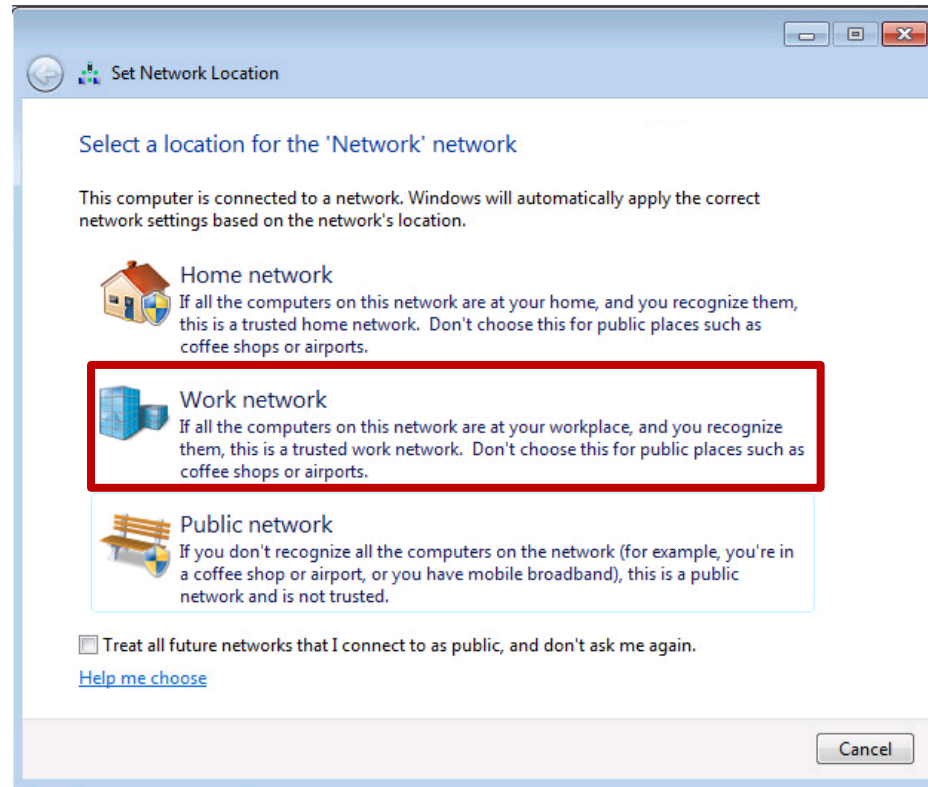 Set Network Location
Select a location for the 'Network' network
This computer is connected to a network. Windows will automatically apply the correct
network settings based on the network's location.
Home network
If all the computers on this network are at your home, and you recognize them,
this is a trusted home network.  Don't choose this for public places such as
coffee shops or airports.
Work network
If all the computers on this network are at your workplace, and you recognize
them, this is a trusted work network.  Don't choose this for public places such as
coffee shops or airports.
Public network
If you don't recognize all the computers on the network (for example, you're in
a coffee shop or airport, or you have mobile broadband), this is a public
network and is not trusted.
Treat all future networks that I connect to as public, and don't ask me again.
Help me choose
Cancel